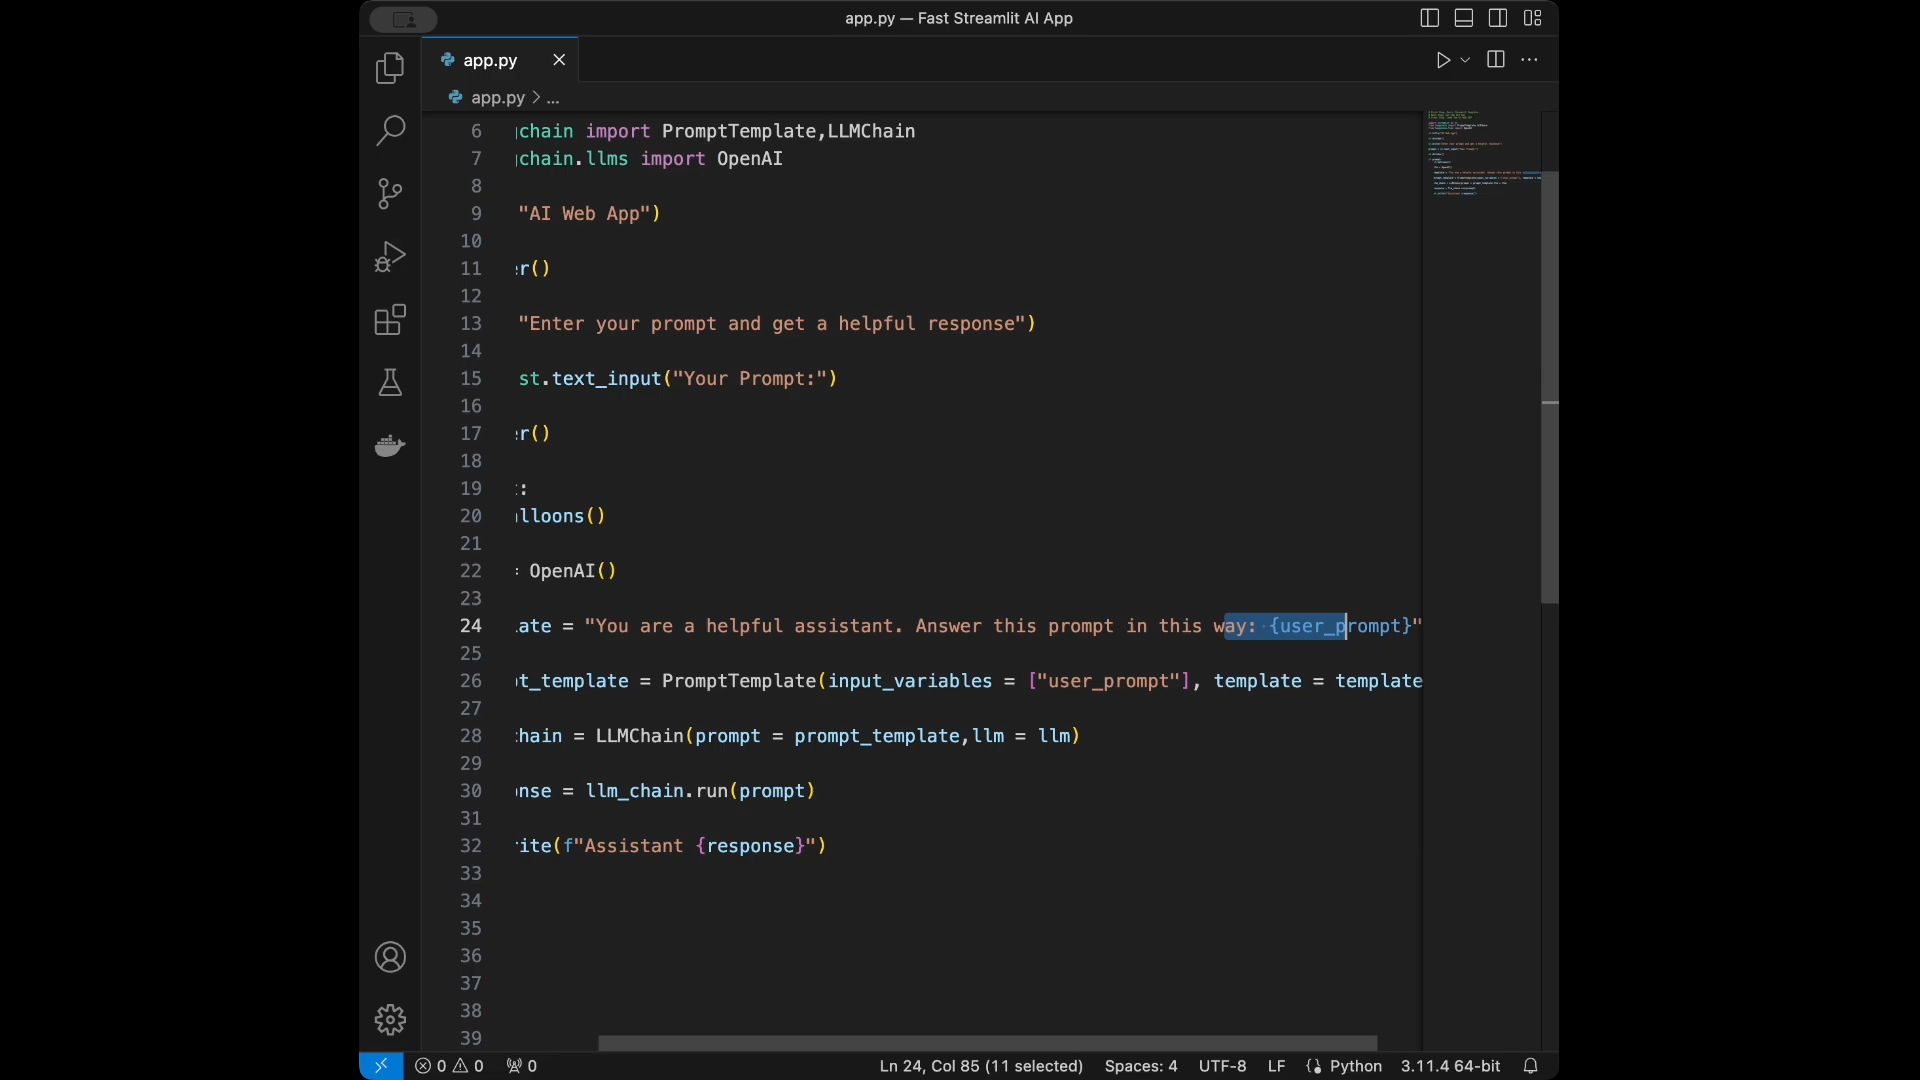 app.py — Fast Streamlit AI App
app.py
app.py > ...
6 chain import PromptTemplate,LLMChain
7 chain.llms import OpenAI
8
9 "AI Web App")
10
11 r()
12
13 "Enter your prompt and get a helpful response")
14
15 st.text_input("Your Prompt:")
16
17 r()
18
19 :
20 lloons()
21
22 = OpenAI()
23
24 ate = "You are a helpful assistant. Answer this prompt in this way: {user_prompt}"
25
26 t_template = PromptTemplate(input_variables = ["user_prompt"], template = template
27
28 hain = LLMChain(prompt = prompt_template,llm = llm)
29
30 nse = llm_chain.run(prompt)
31
32 rite(f"Assistant {response}")
33
34
35
36
37
38
39
0 0 0 Ln 24, Col 85 (11 selected) Spaces: 4 UTF-8 LF Python 3.11.4 64-bit